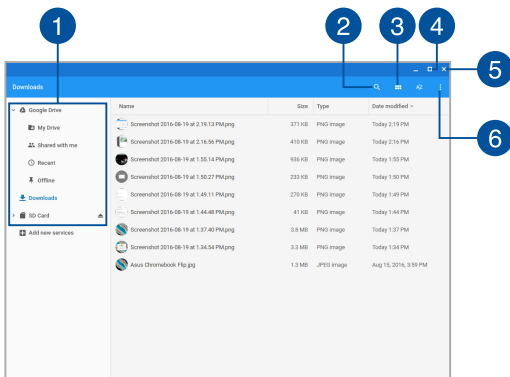 1
2
3
4
5
6
Downloads
AZ
Google Drive
My Drive
Shared with me
Recent
Offline
Downloads
SD Card
Add new services
Name Size Type Date modified
Screenshot 2016-08-19 at 2.19.13 PM.png 371 KB PNG image Today 2:19 PM
Screenshot 2016-08-19 at 2.16.56 PM.png 410 KB PNG image Today 2:16 PM
Screenshot 2016-08-19 at 1.55.14 PM.png 936 KB PNG image Today 1:55 PM
Screenshot 2016-08-19 at 1.50.27 PM.png 233 KB PNG image Today 1:50 PM
Screenshot 2016-08-19 at 1.49.11 PM.png 270 KB PNG image Today 1:49 PM
Screenshot 2016-08-19 at 1.44.48 PM.png 41 KB PNG image Today 1:44 PM
Screenshot 2016-08-19 at 1.37.40 PM.png 3.8 MB PNG image Today 1:37 PM
Screenshot 2016-08-19 at 1.34.54 PM.png 3.3 MB PNG image Today 1:34 PM
Asus Chromebook Flip.jpg 1.3 MB JPEG image Aug 15, 2016, 3:59 PM